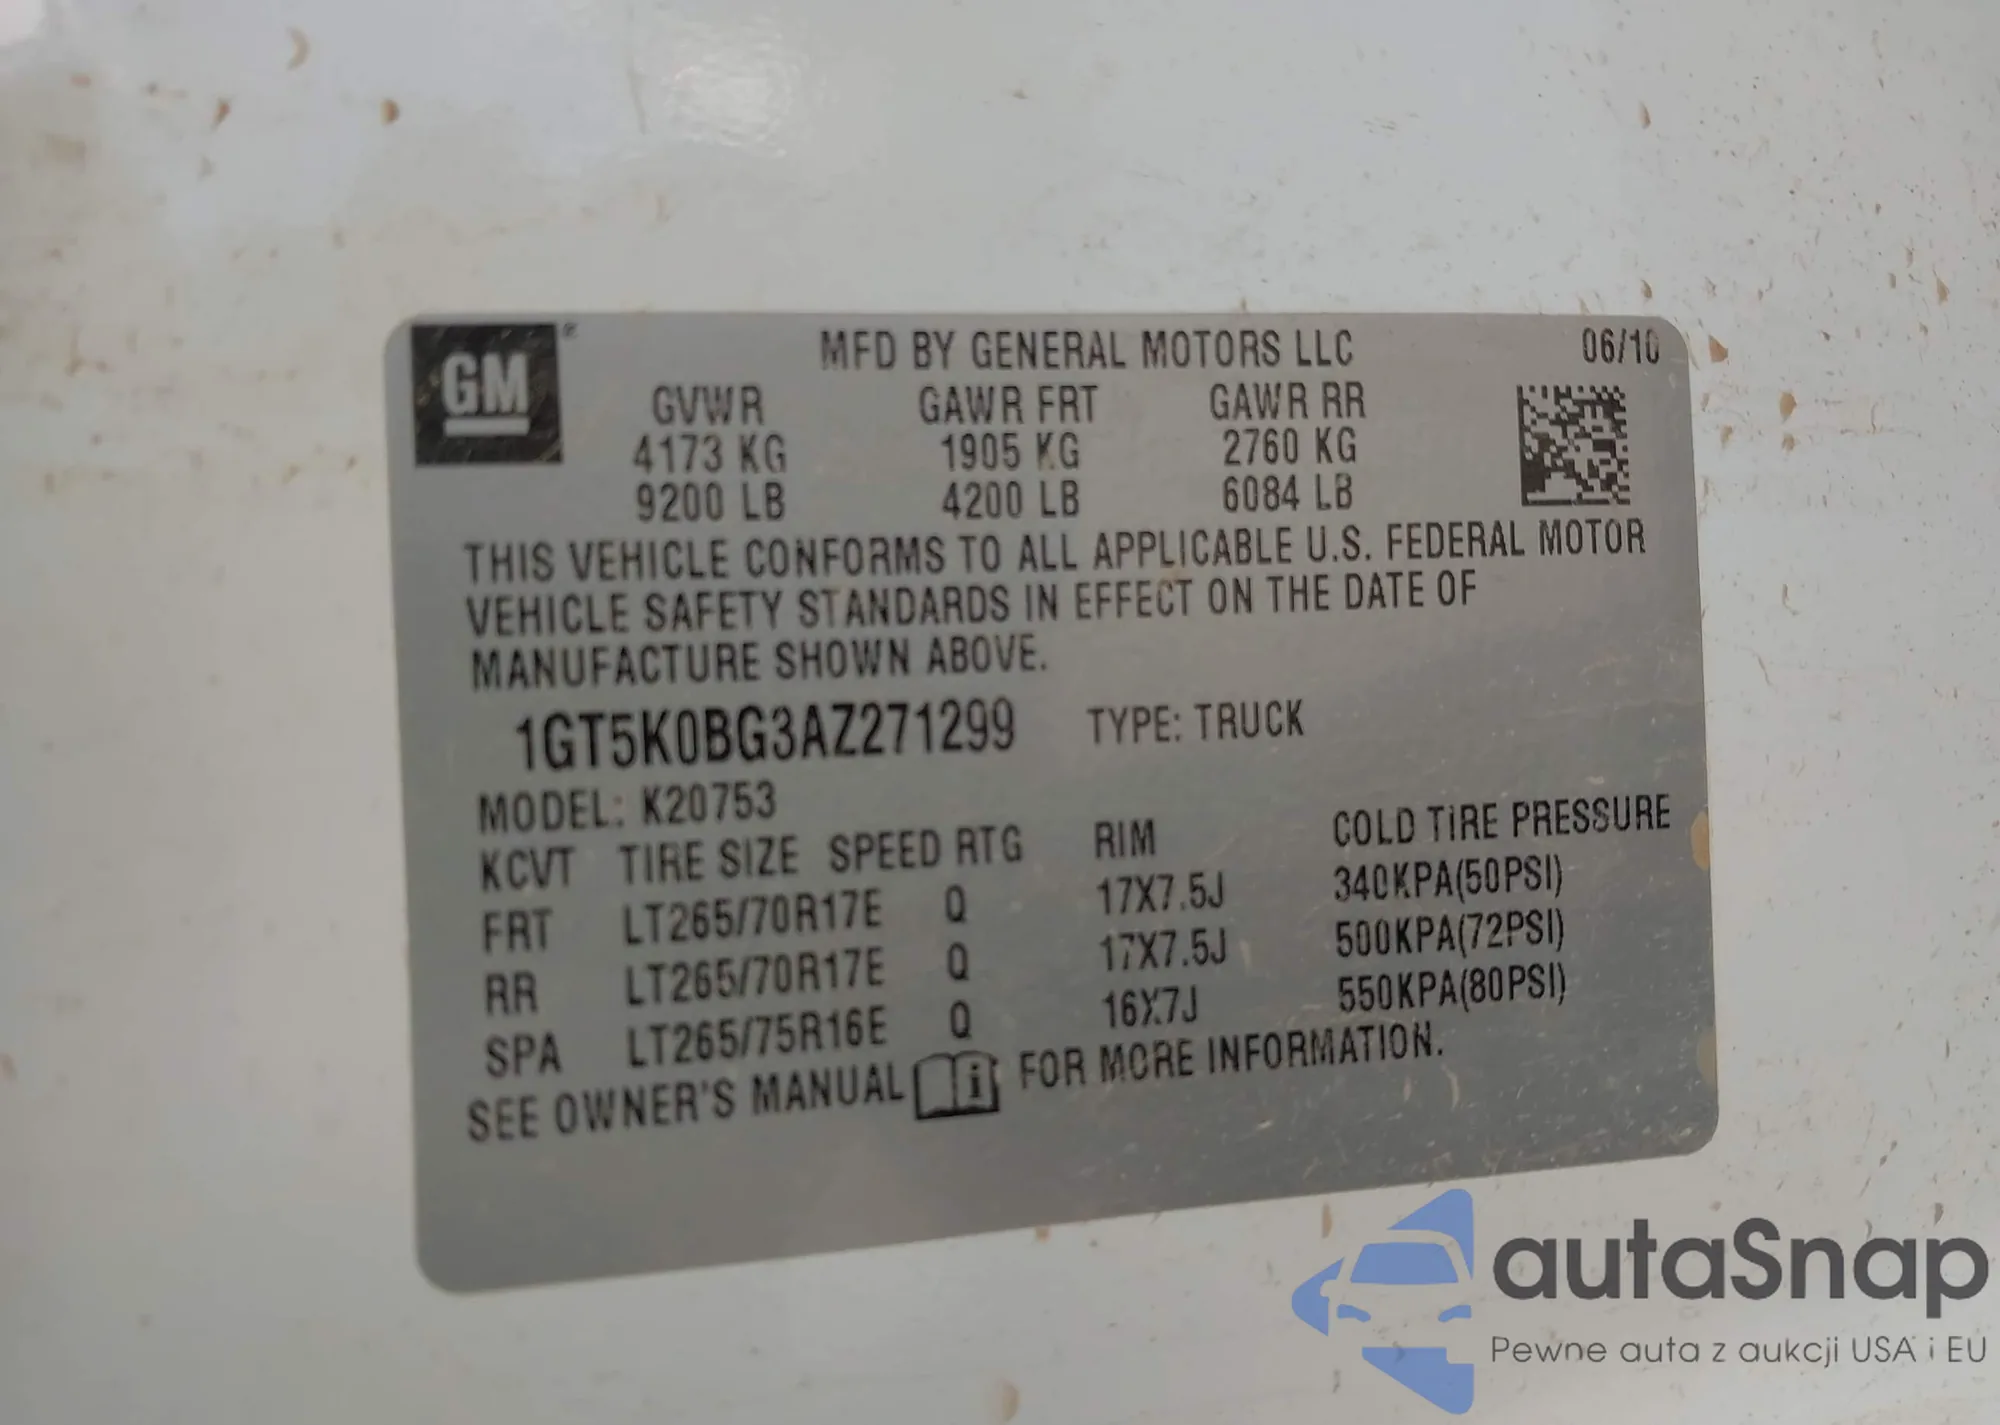 GM®
MFD BY GENERAL MOTORS LLC 06/10
GVWR GAWR FRT GAWR RR
4173 KG 1905 KG 2760 KG
9200 LB 4200 LB 6084 LB
THIS VEHICLE CONFORMS TO ALL APPLICABLE U.S. FEDERAL MOTOR
VEHICLE SAFETY STANDARDS IN EFFECT ON THE DATE OF
MANUFACTURE SHOWN ABOVE.
1GT5K0BG3AZ271299 TYPE: TRUCK
MODEL: K20753
KCVT TIRE SIZE SPEED RTG RIM COLD TIRE PRESSURE
FRT LT265/70R17E Q 17X7.5J 340KPA(50PSI)
RR LT265/70R17E Q 17X7.5J 500KPA(72PSI)
SPA LT265/75R16E Q 16X7J 550KPA(80PSI)
SEE OWNER'S MANUAL i FOR MORE INFORMATION.
autaSnap
Pewne auta z aukcji USA i EU